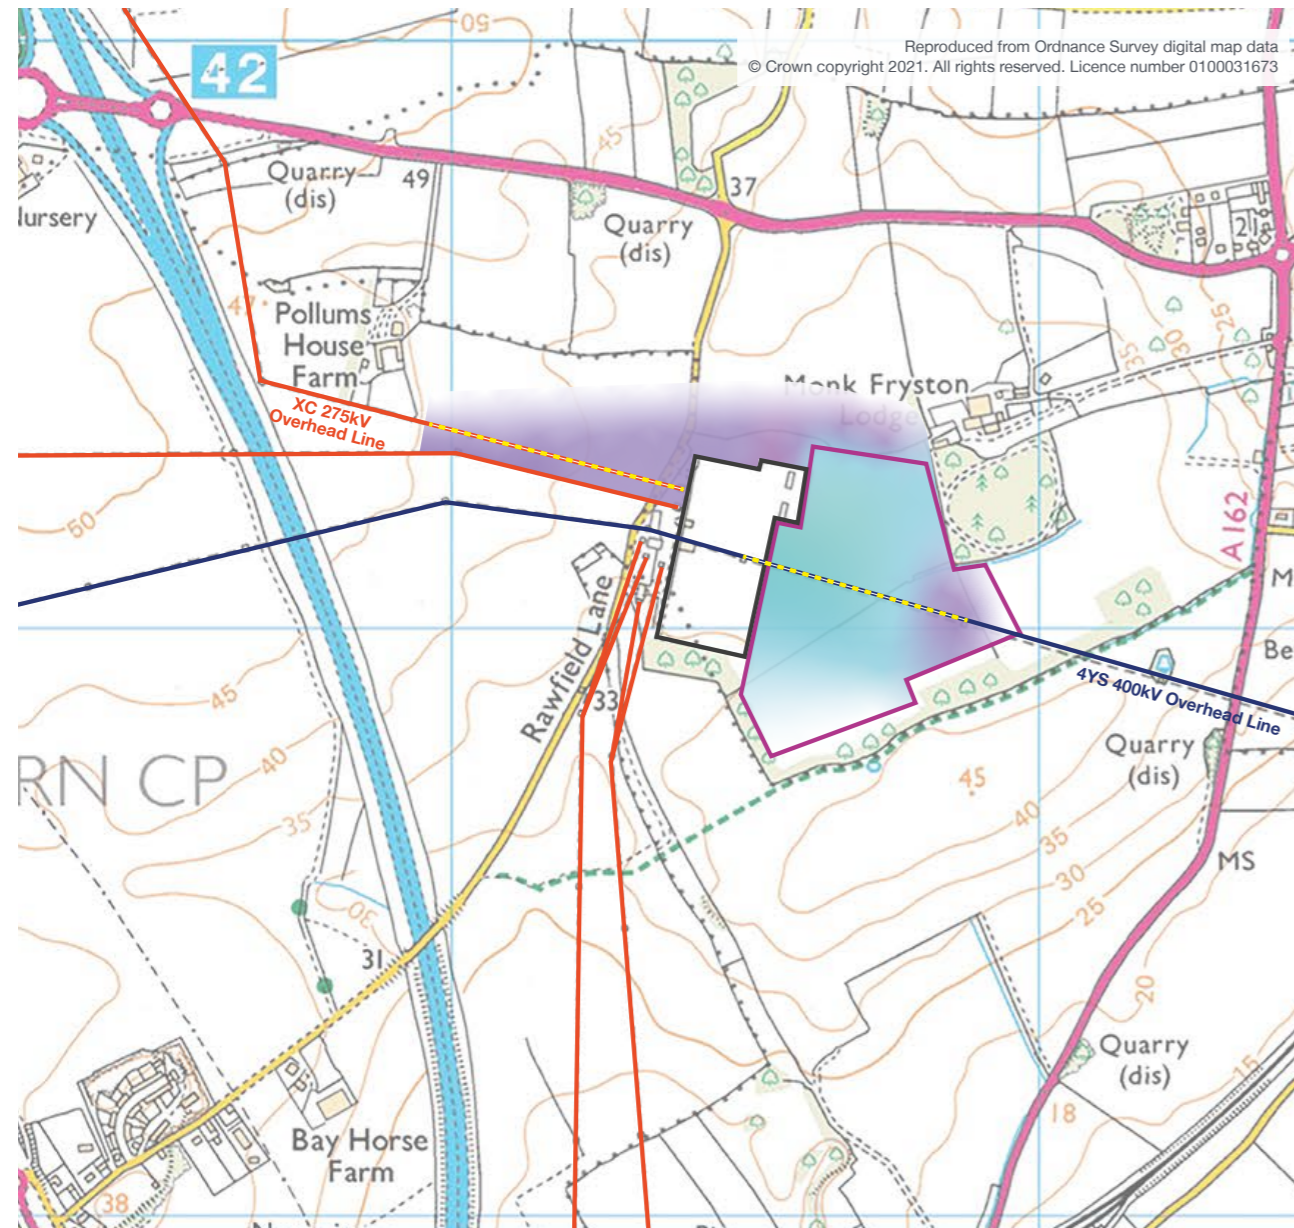 50
Reproduced from Ordnance Survey digital map data
© Crown copyright 2021. All rights reserved. Licence number 0100031673
42
45
Quarry
(dis)
49
37
Quarry
(dis)
21
47
Pollums
House
Farm
25
30
35
Monk Fryston
Lodge
XC 275kV
Overhead Line
50
A162
M
Rawfield Lane
33
Be
4YS 400kV Overhead Line
45
40
35
RN CP
Quarry
(dis)
45
40
35
30
25
MS
30
31
20
Quarry
(dis)
15
18
Bay Horse
Farm
38